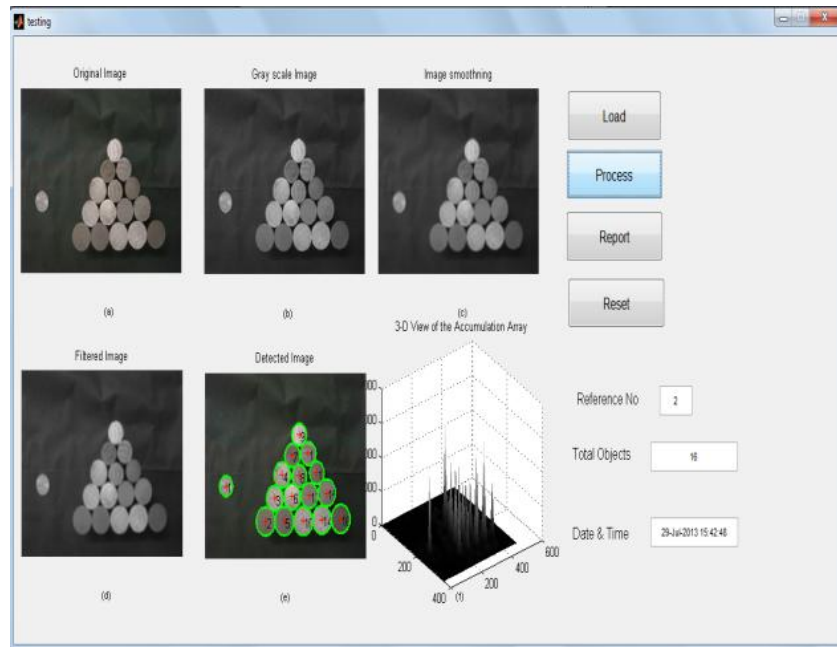 testing
Original Image
Gray scale Image
Image smoothning
Load
Process
Report
Reset
(a)
(b)
(c)
3-D View of the Accumulation Array
Filtered Image
Detected Image
0
200
400
200
400
600
0
Reference No
2
Total Objects
16
Date & Time
29-Jul-2013 15:42:48
(d)
(e)
(f)